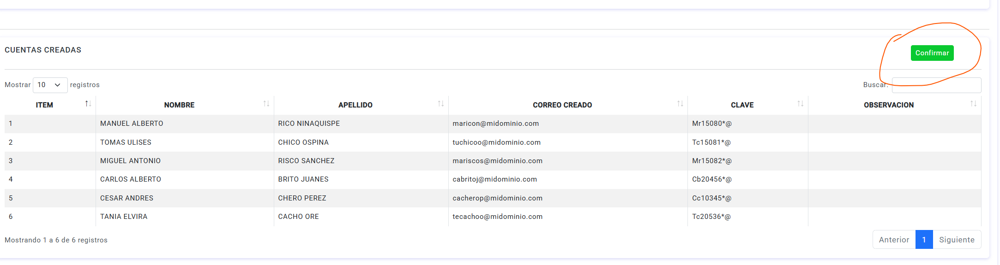 CUENTAS CREADAS
Confirmar
Mostrar 10 registros
Buscar:
ITEM NOMBRE APELLIDO CORREO CREADO CLAVE OBSERVACION
1 MANUEL ALBERTO RICO NINAQUISPE maricon@midominio.com Mr15080*@
2 TOMAS ULISES CHICO OSPINA tuchicoo@midominio.com Tc15081*@
3 MIGUEL ANTONIO RISCO SANCHEZ mariscos@midominio.com Mr15082*@
4 CARLOS ALBERTO BRITO JUANES cabritoj@midominio.com Cb20456*@
5 CESAR ANDRES CHERO PEREZ cacherop@midominio.com Cc10345*@
6 TANIA ELVIRA CACHO ORE tecachoo@midominio.com Tc20536*@
Mostrando 1 a 6 de 6 registros
Anterior 1 Siguiente